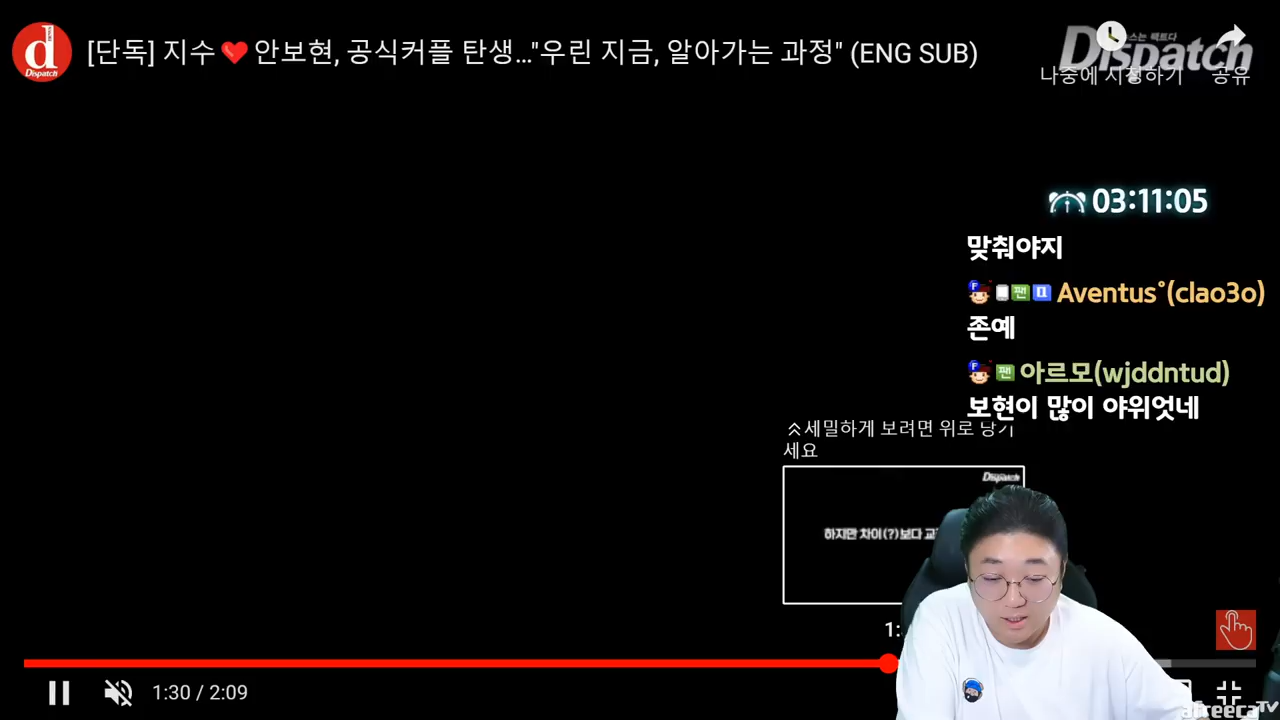 d
Dispatch
[단독] 지수❤️안보현, 공식커플 탄생..."우린 지금, 알아가는 과정" (ENG SUB)
Dispatch
나중에 시청하기
공유
03:11:05
맞춰야지
팬
Aventus˚(clao3o)
존예
팬
아르모(wjddntud)
보현이 많이 야위엇네
세밀하게 보려면 위로
세요
Dispatch
하지만 차이(?)보다
1:30 / 2:09
afreecaTV